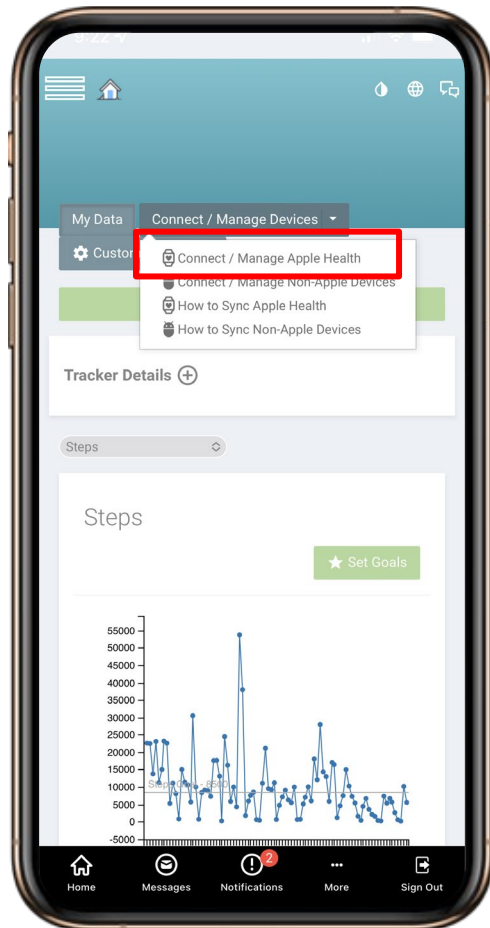 9:22
My Data
Connect / Manage Devices
Connect / Manage Apple Health
Connect / Manage Non-Apple Devices
How to Sync Apple Health
How to Sync Non-Apple Devices
Tracker Details
Steps
Steps
Set Goals
55000
50000
45000
40000
35000
30000
25000
20000
15000
10000
5000
0
-5000
2
Home
Messages
Notifications
More
Sign Out